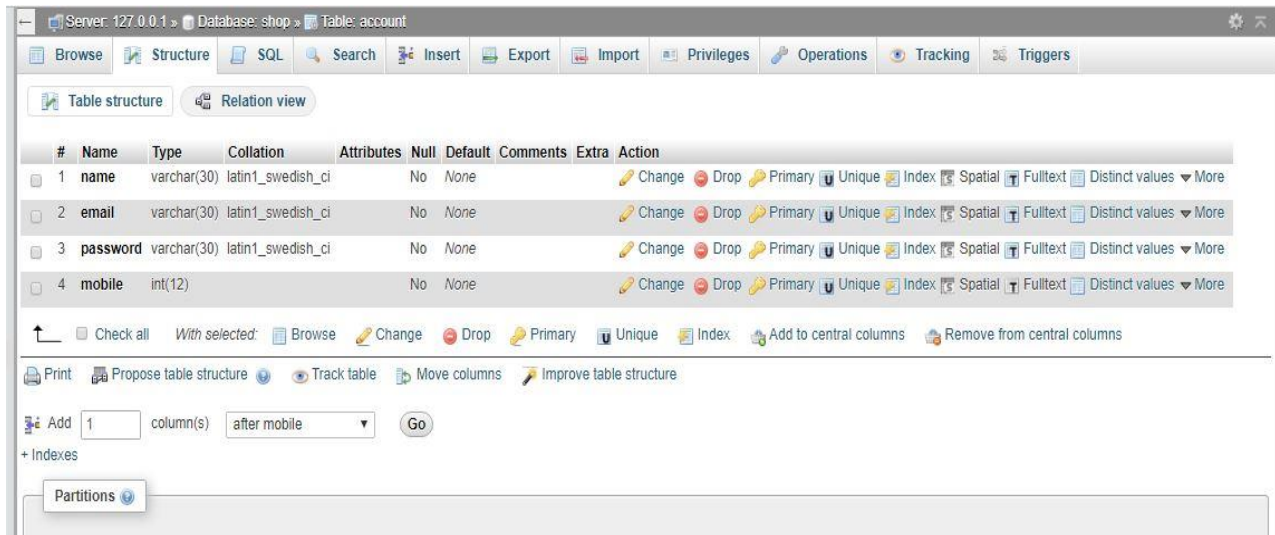 Server: 127.0.0.1 » Database: shop » Table: account
Browse Structure SQL Search Insert Export Import Privileges Operations Tracking Triggers
Table structure Relation view
# Name Type Collation Attributes Null Default Comments Extra Action
1 name varchar(30) latin1_swedish_ci No None Change Drop Primary Unique Index Spatial Fulltext Distinct values More
2 email varchar(30) latin1_swedish_ci No None Change Drop Primary Unique Index Spatial Fulltext Distinct values More
3 password varchar(30) latin1_swedish_ci No None Change Drop Primary Unique Index Spatial Fulltext Distinct values More
4 mobile int(12) No None Change Drop Primary Unique Index Spatial Fulltext Distinct values More
Check all With selected: Browse Change Drop Primary Unique Index Add to central columns Remove from central columns
Print Propose table structure Track table Move columns Improve table structure
Add 1 column(s) after mobile Go
+ Indexes
Partitions